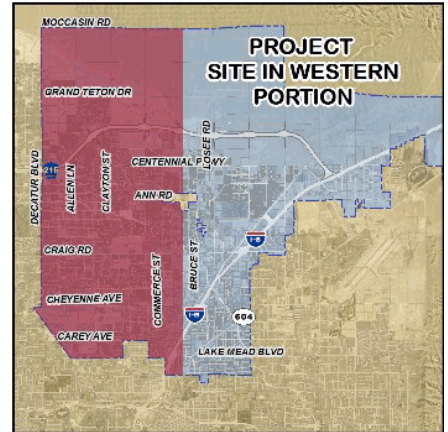 MOCCASIN RD
PROJECT
SITE IN WESTERN
PORTION
GRAND TETON DR
LOSEE RD
DECATUR BLVD
215
ALLEN LN
CLAYTON ST
CENTENNIAL PKWY
ANN RD
CRAIG RD
COMMERCE ST
BRUCE ST
I-15
CHEYENNE AVE
I-15
604
CAREY AVE
LAKE MEAD BLVD